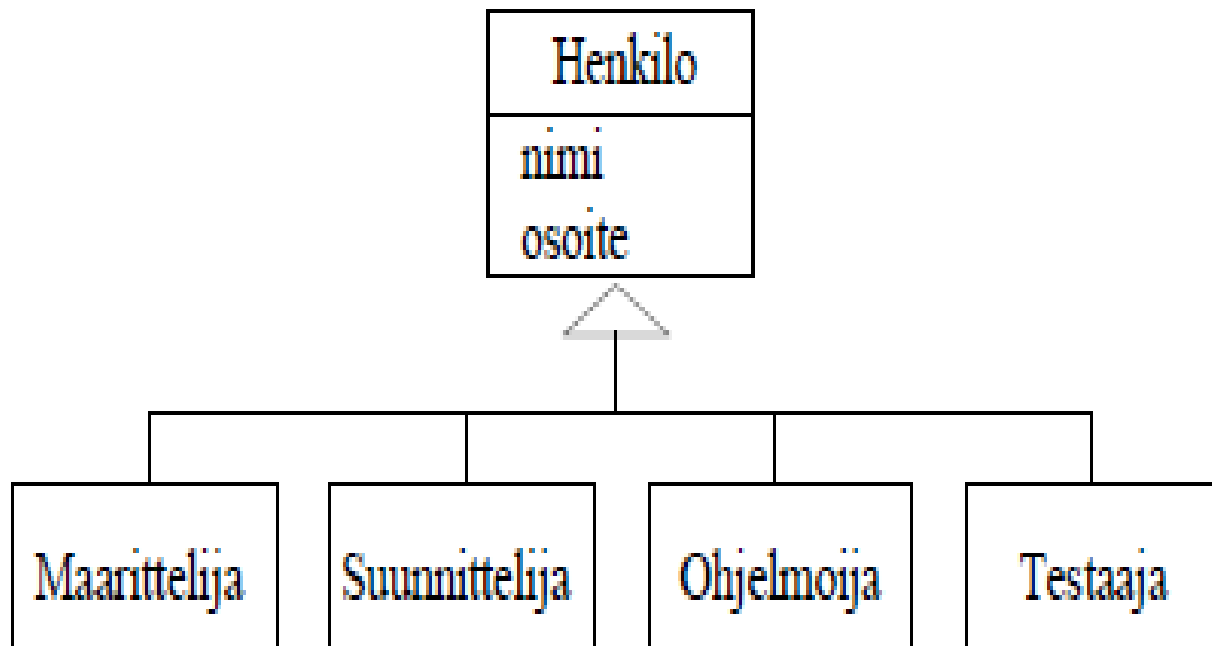 Henkilo
nimi
osoite
Maarittelija
Suunnittelija
Ohjelmoija
Testaaja